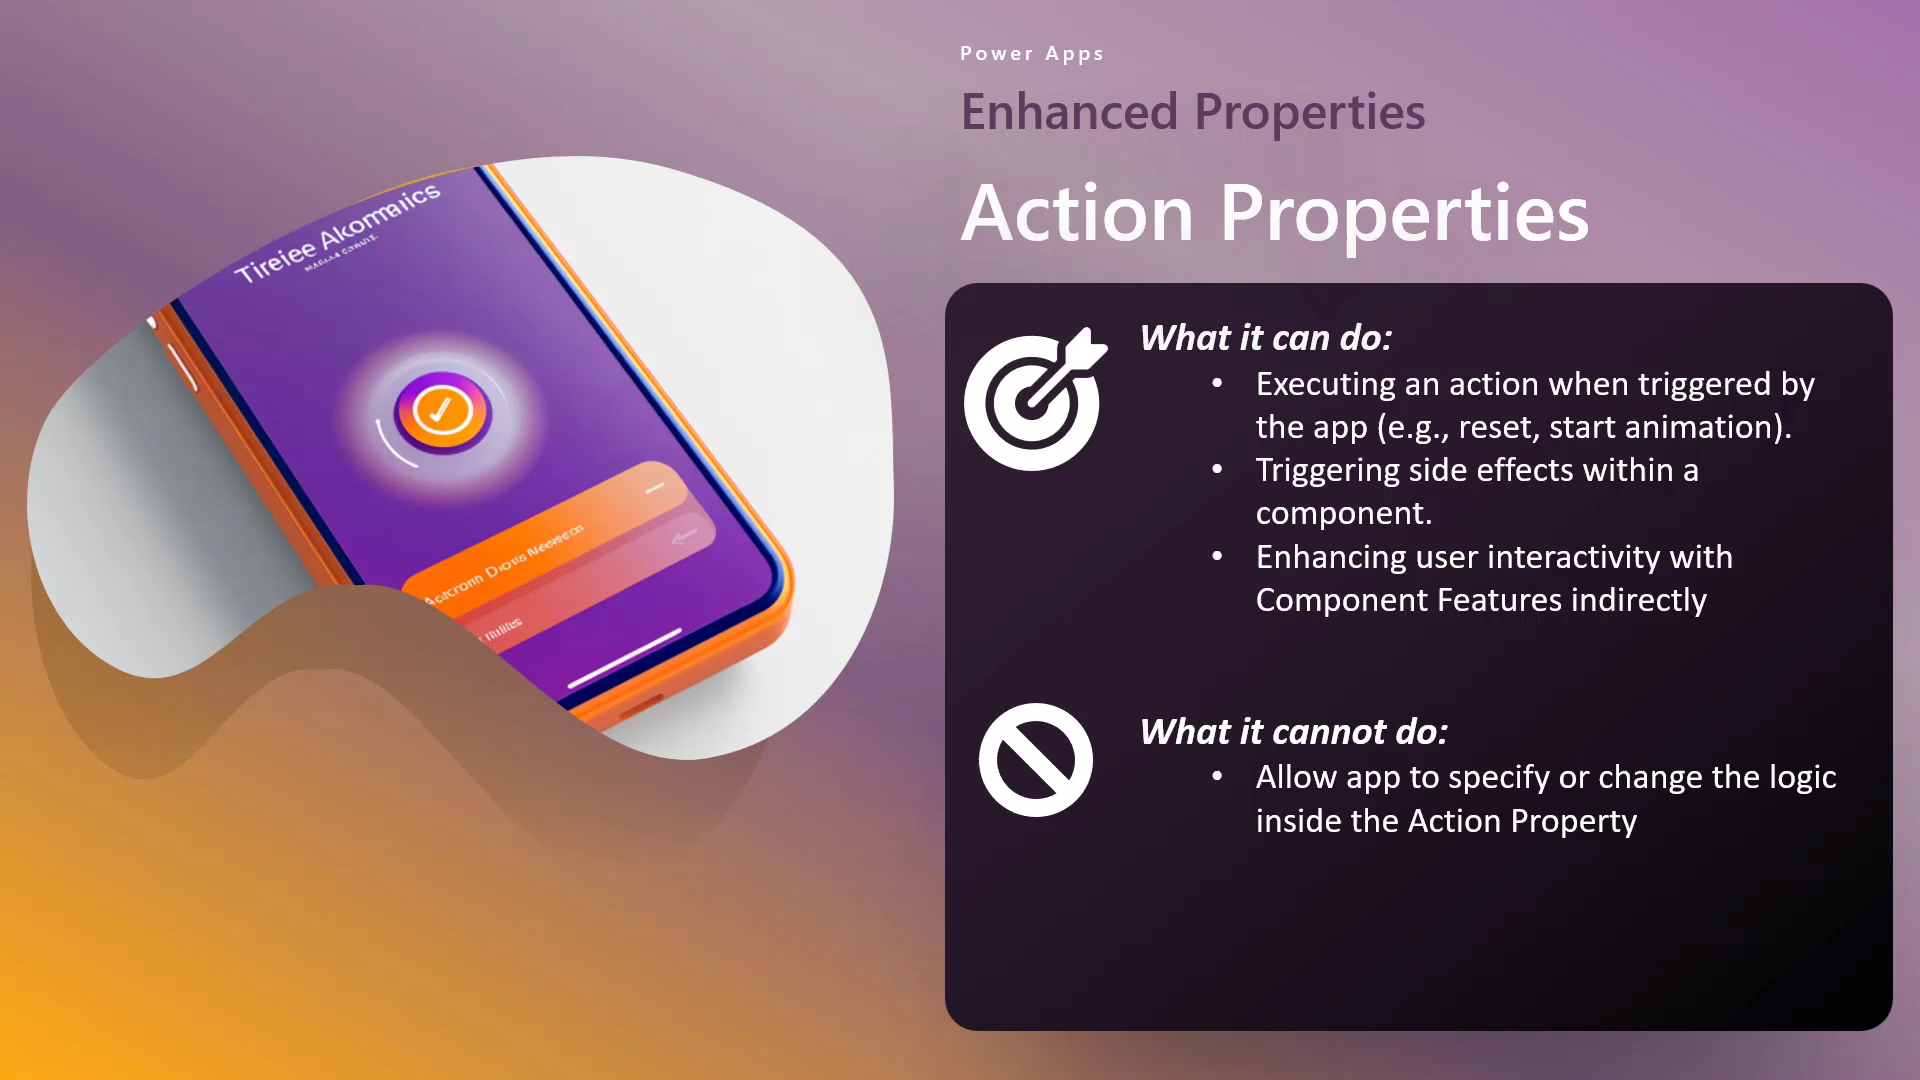 Power Apps
Enhanced Properties
Action Properties
What it can do:
• Executing an action when triggered by
the app (e.g., reset, start animation).
• Triggering side effects within a
component.
• Enhancing user interactivity with
Component Features indirectly
What it cannot do:
• Allow app to specify or change the logic
inside the Action Property
Tireiee Akommaics